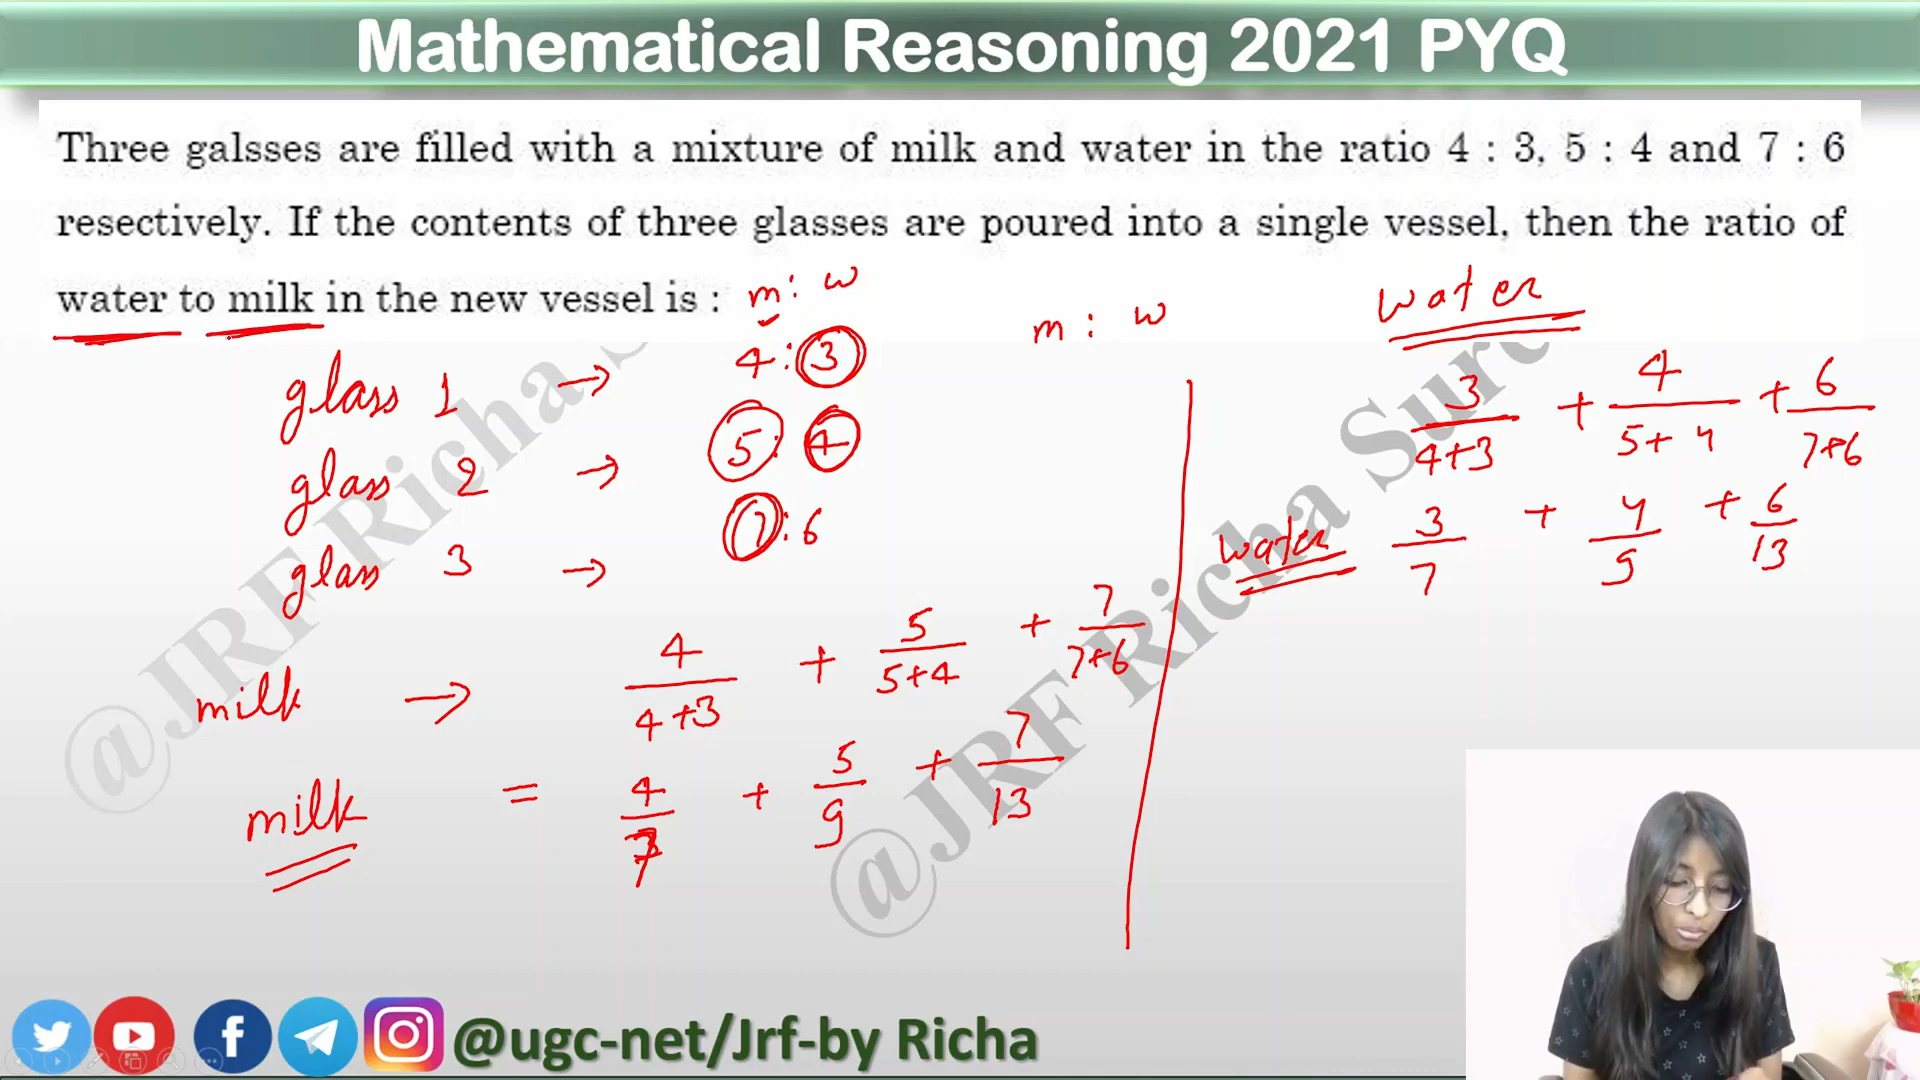 Mathematical Reasoning 2021 PYQ
Three galsses are filled with a mixture of milk and water in the ratio 4 : 3, 5 : 4 and 7 : 6
resectively. If the contents of three glasses are poured into a single vessel, then the ratio of
water to milk in the new vessel is :
m : w
glass 1 → 4 : 3
glass 2 → 5 : 4
glass 3 → 7 : 6
milk → 4/(4+3) + 5/(5+4) + 7/(7+6)
milk = 4/7 + 5/9 + 7/13
m : w
water
3/(4+3) + 4/(5+4) + 6/(7+6)
water 3/7 + 4/9 + 6/13
@JRF Richa S
@JRF Richa Sure
@ugc-net/Jrf-by Richa